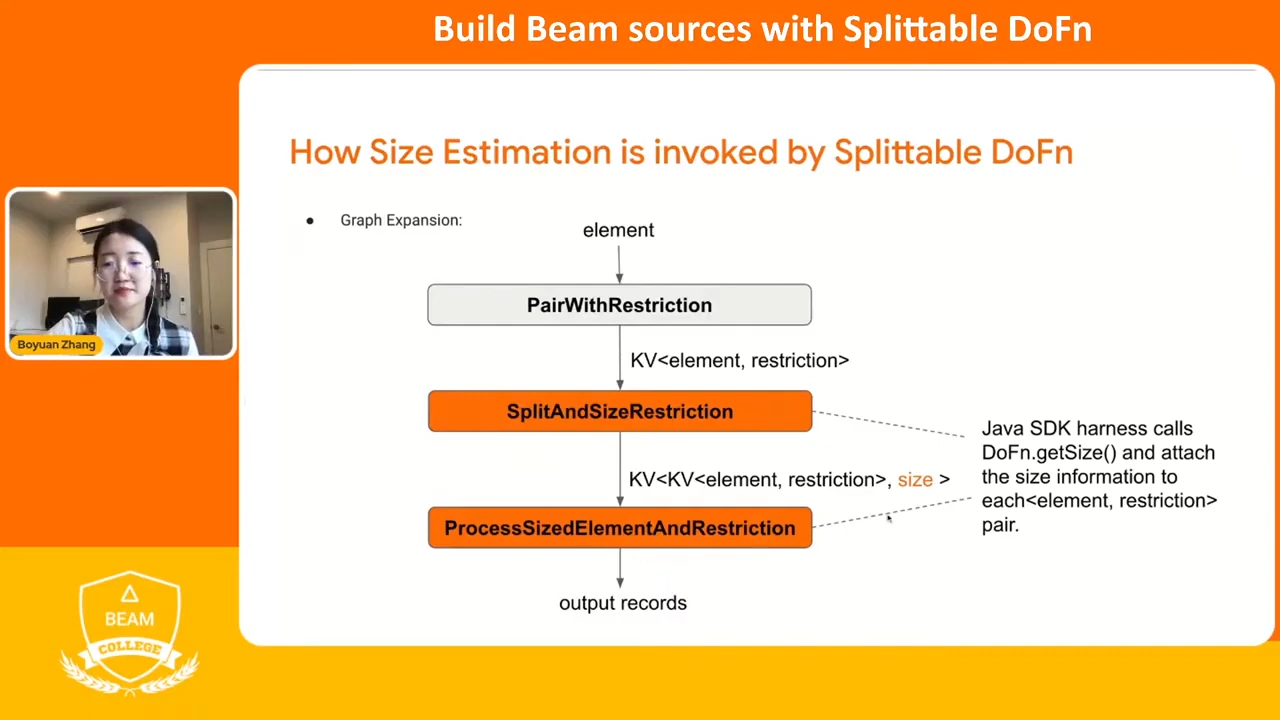 Build Beam sources with Splittable DoFn
How Size Estimation is invoked by Splittable DoFn
● Graph Expansion:
element
PairWithRestriction
KV<element, restriction>
SplitAndSizeRestriction
Java SDK harness calls
DoFn.getSize() and attach
the size information to
each<element, restriction>
pair.
KV<KV<element, restriction>, size >
ProcessSizedElementAndRestriction
output records
Boyuan Zhang
BEAM
COLLEGE